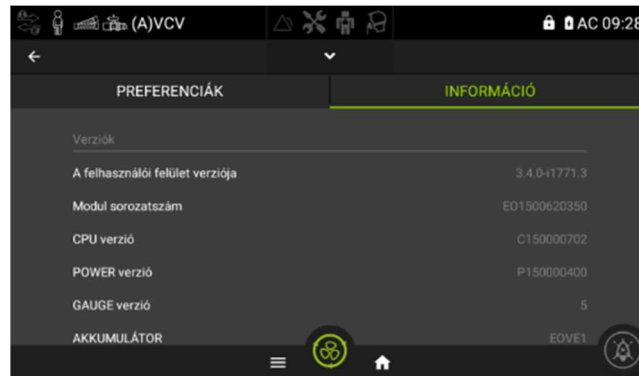 (A)VCV AC 09:28
PREFERENCIÁK INFORMÁCIÓ
Verziók
A felhasználói felület verziója 3.4.0-i1771.3
Modul sorozatszám EO1500620350
CPU verzió C150000702
POWER verzió P150000400
GAUGE verzió 5
AKKUMULÁTOR EOVE1